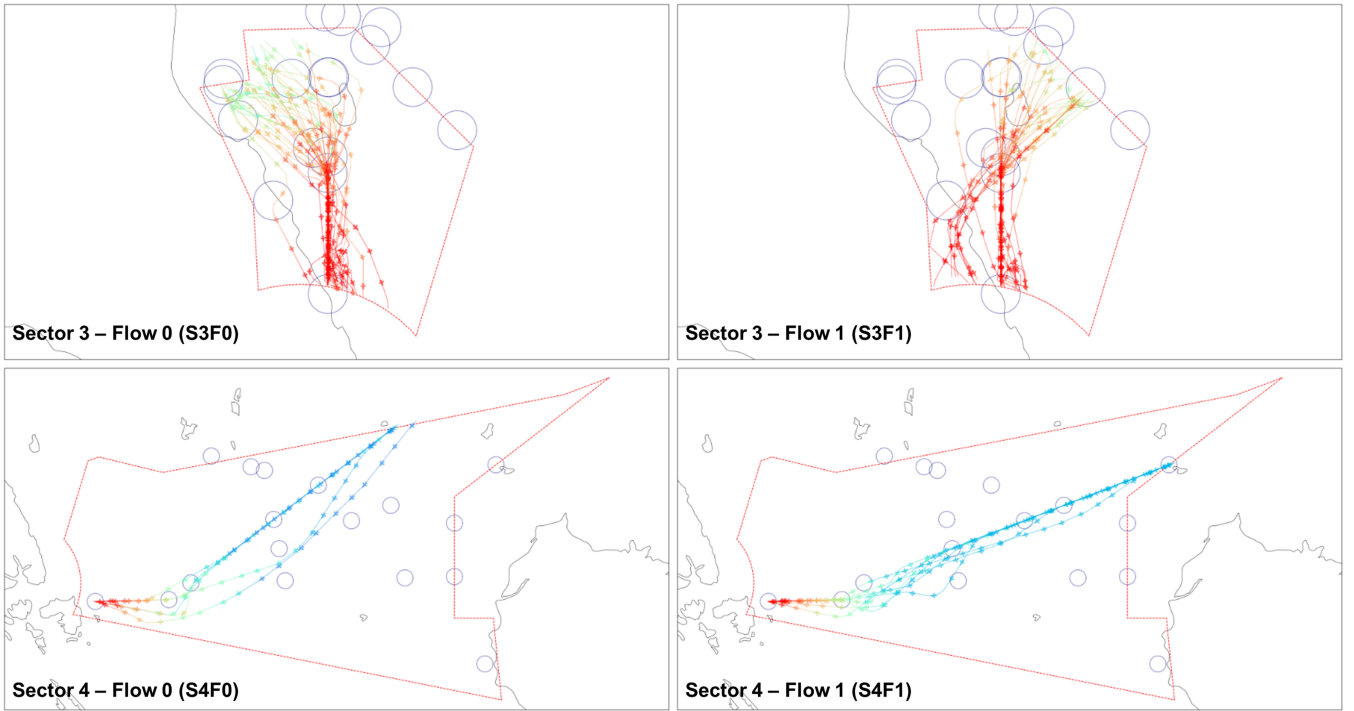 Sector 3 – Flow 0 (S3F0)
Sector 3 – Flow 1 (S3F1)
Sector 4 – Flow 0 (S4F0)
Sector 4 – Flow 1 (S4F1)